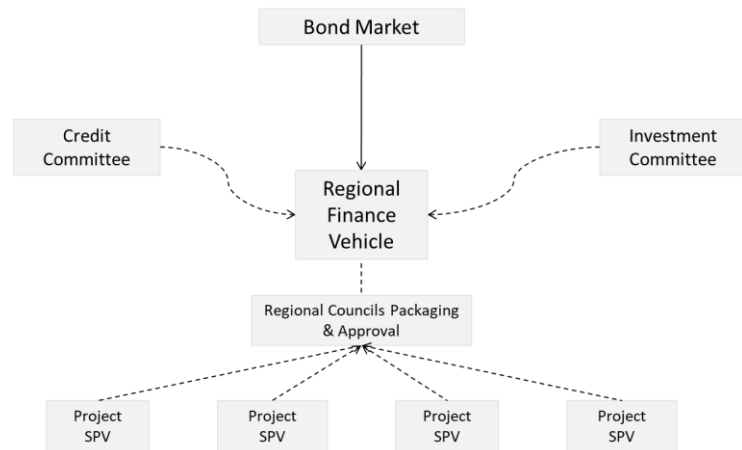 Bond Market
Credit
Committee
Investment
Committee
Regional
Finance
Vehicle
Regional Councils Packaging
& Approval
Project
SPV
Project
SPV
Project
SPV
Project
SPV